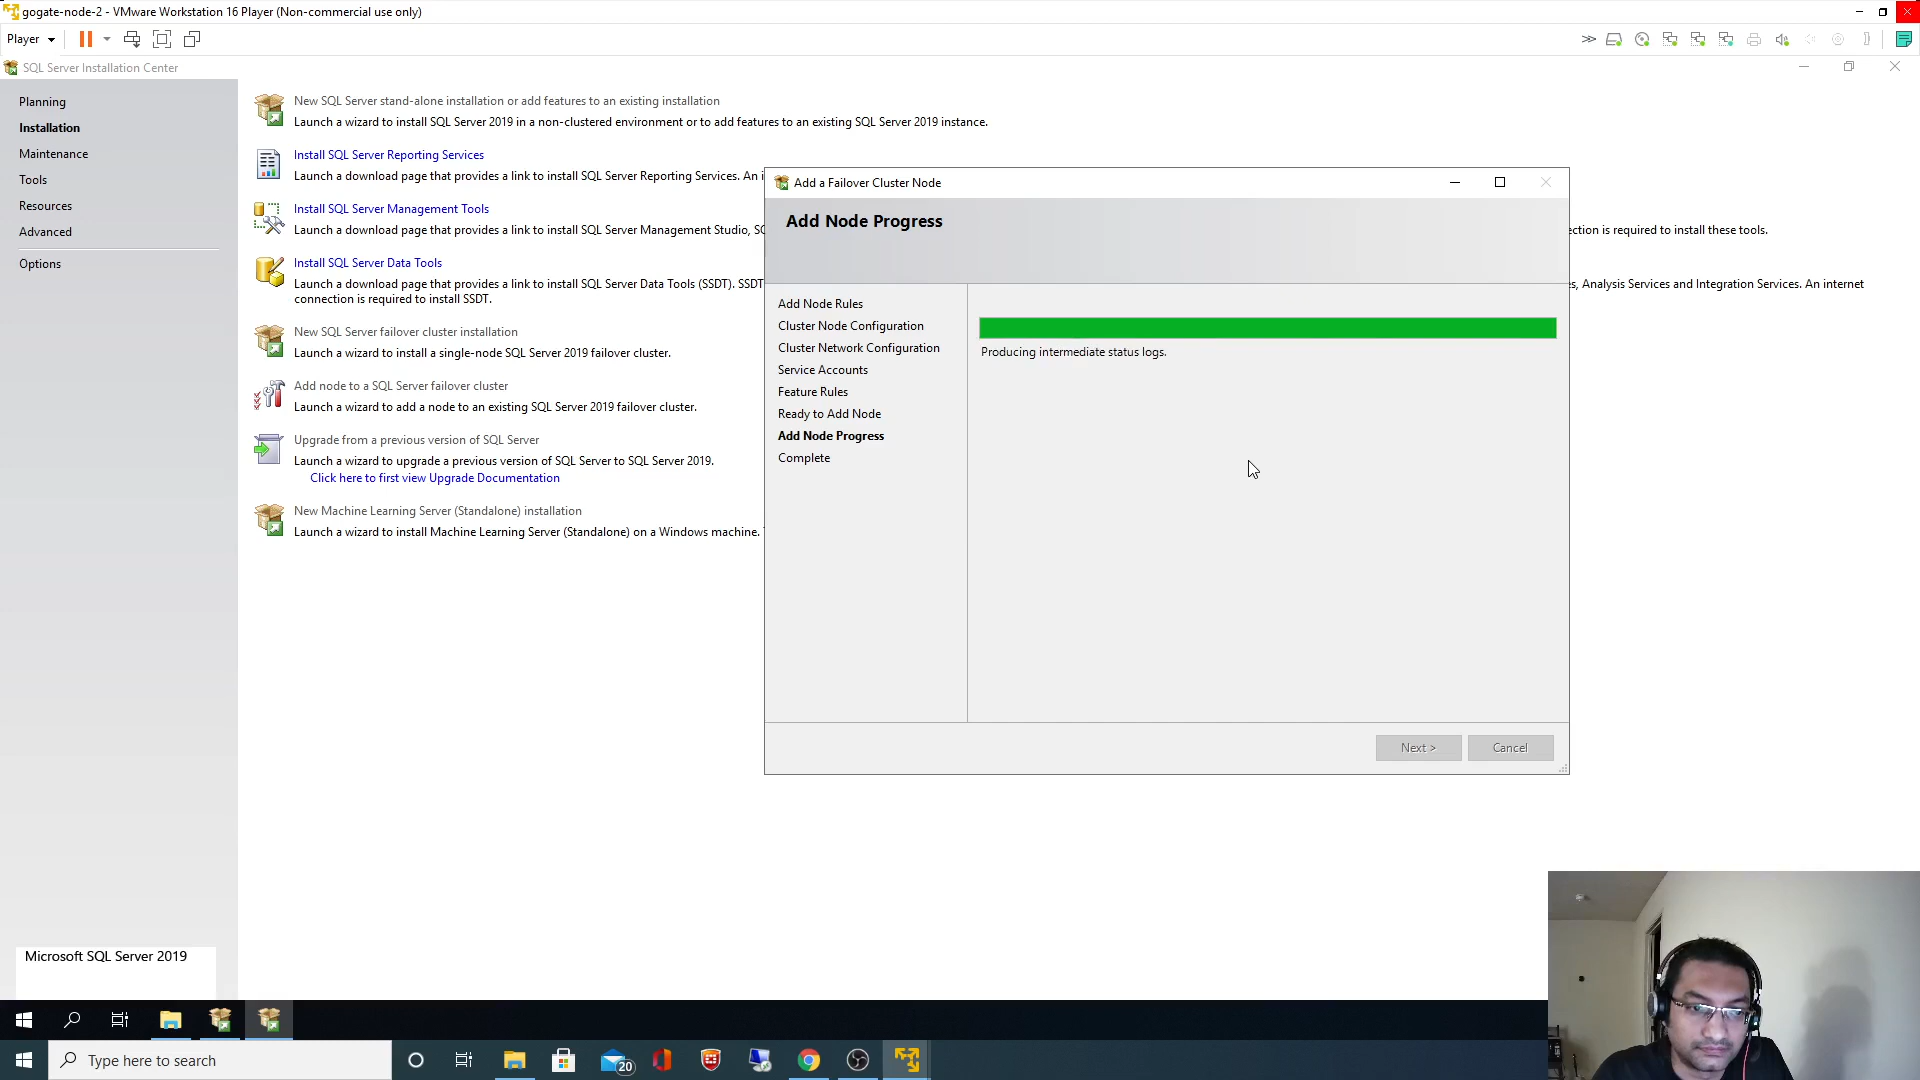 gogate-node-2 - VMware Workstation 16 Player (Non-commercial use only)
Player
SQL Server Installation Center
Planning
Installation
Maintenance
Tools
Resources
Advanced
Options
New SQL Server stand-alone installation or add features to an existing installation
Launch a wizard to install SQL Server 2019 in a non-clustered environment or to add features to an existing SQL Server 2019 instance.
Install SQL Server Reporting Services
Launch a download page that provides a link to install SQL Server Reporting Services. An i
Install SQL Server Management Tools
Launch a download page that provides a link to install SQL Server Management Studio, SQ
ction is required to install these tools.
Install SQL Server Data Tools
Launch a download page that provides a link to install SQL Server Data Tools (SSDT). SSDT
s, Analysis Services and Integration Services. An internet
connection is required to install SSDT.
New SQL Server failover cluster installation
Launch a wizard to install a single-node SQL Server 2019 failover cluster.
Add node to a SQL Server failover cluster
Launch a wizard to add a node to an existing SQL Server 2019 failover cluster.
Upgrade from a previous version of SQL Server
Launch a wizard to upgrade a previous version of SQL Server to SQL Server 2019.
Click here to first view Upgrade Documentation
New Machine Learning Server (Standalone) installation
Launch a wizard to install Machine Learning Server (Standalone) on a Windows machine.
Add a Failover Cluster Node
Add Node Progress
Add Node Rules
Cluster Node Configuration
Cluster Network Configuration
Service Accounts
Feature Rules
Ready to Add Node
Add Node Progress
Complete
Producing intermediate status logs.
Next >
Cancel
Microsoft SQL Server 2019
Type here to search
20